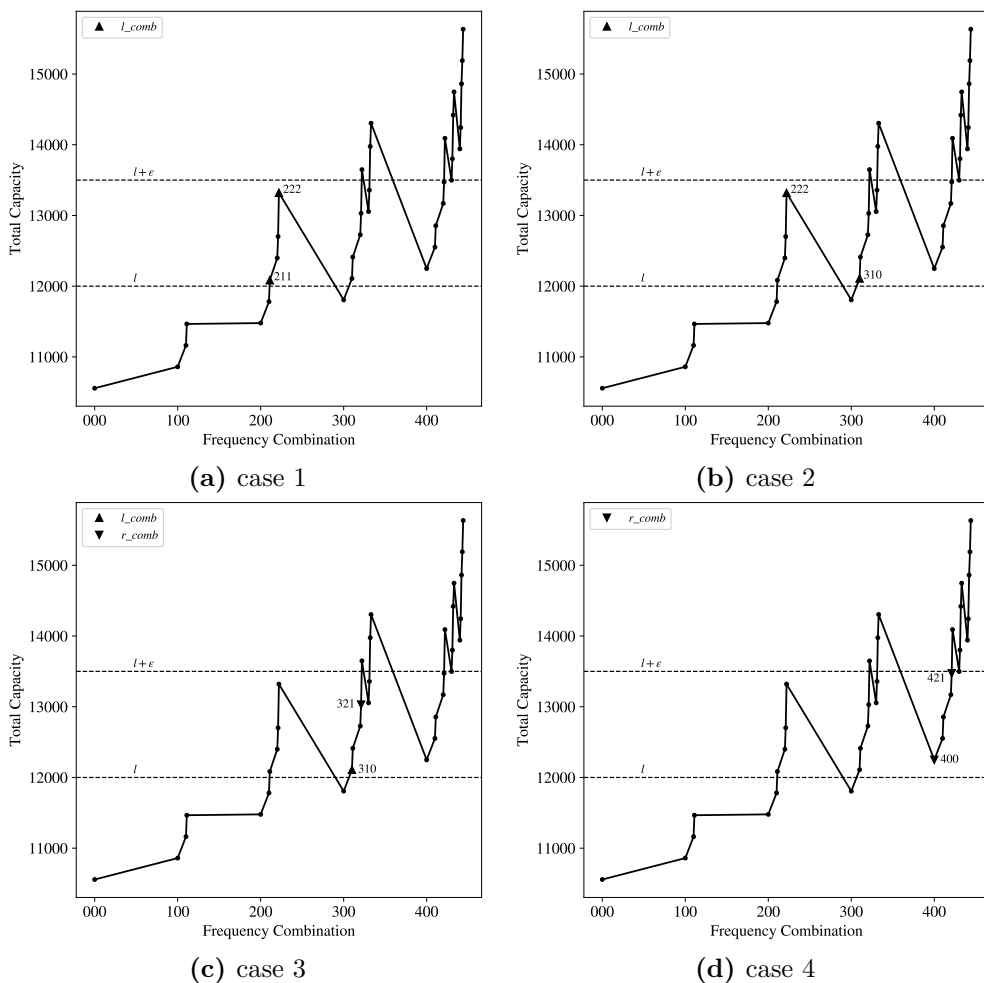 l_comb
15000
14000
13000
12000
11000
Total Capacity
l + ε
222
l
211
000 100 200 300 400
Frequency Combination
(a) case 1
l_comb
15000
14000
13000
12000
11000
Total Capacity
l + ε
222
l
310
000 100 200 300 400
Frequency Combination
(b) case 2
l_comb
r_comb
15000
14000
13000
12000
11000
Total Capacity
l + ε
321
l
310
000 100 200 300 400
Frequency Combination
(c) case 3
r_comb
15000
14000
13000
12000
11000
Total Capacity
l + ε
421
l
400
000 100 200 300 400
Frequency Combination
(d) case 4